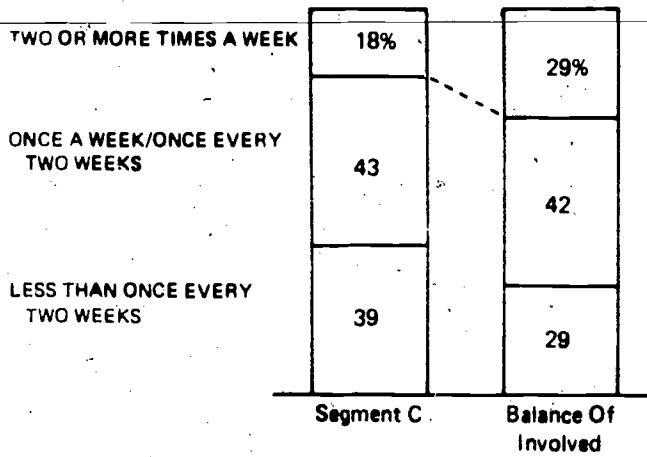 TWO OR MORE TIMES A WEEK
18%
29%
ONCE A WEEK/ONCE EVERY
TWO WEEKS
43
42
LESS THAN ONCE EVERY
TWO WEEKS
39
29
Segment C
Balance Of
Involved